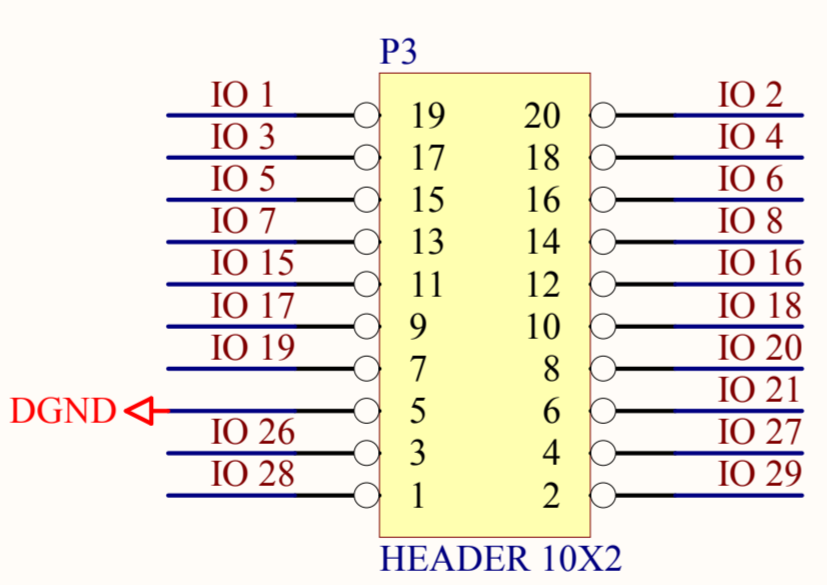 P3
IO 1 19 20 IO 2
IO 3 17 18 IO 4
IO 5 15 16 IO 6
IO 7 13 14 IO 8
IO 15 11 12 IO 16
IO 17 9 10 IO 18
IO 19 7 8 IO 20
DGND 5 6 IO 21
IO 26 3 4 IO 27
IO 28 1 2 IO 29
HEADER 10X2